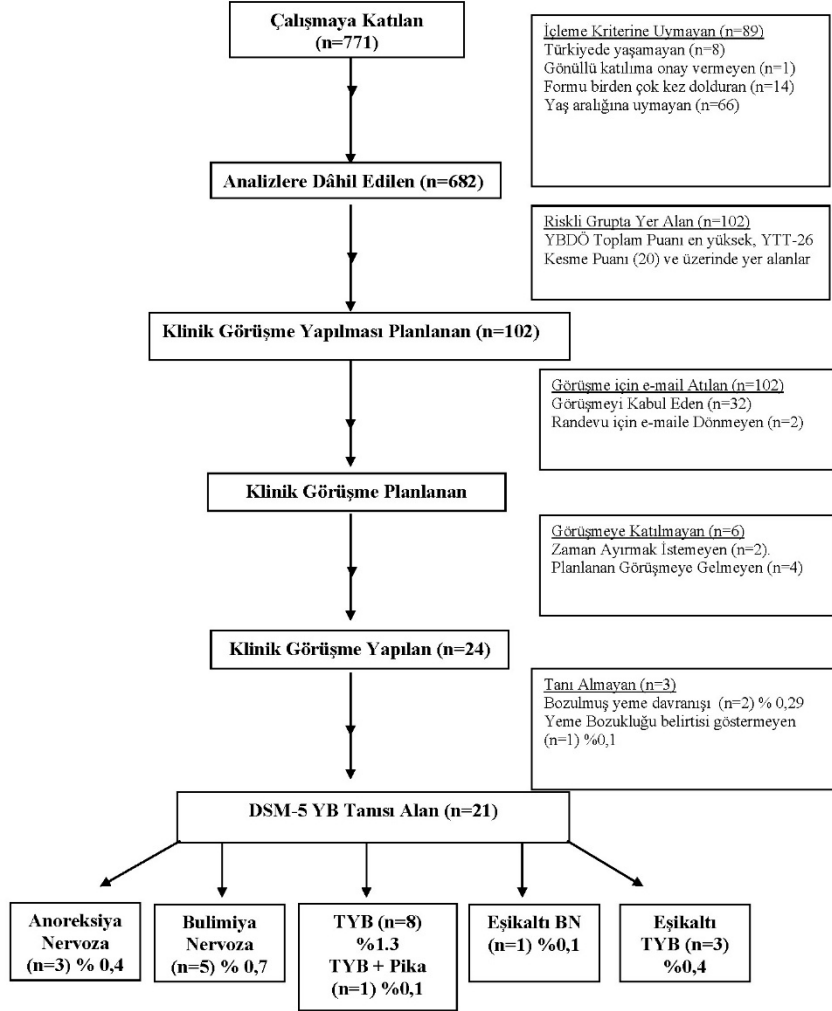 Çalışmaya Katılan
(n=771)
İçleme Kriterine Uymayan (n=89)
Türkiyede yaşamayan (n=8)
Gönüllü katılıma onay vermeyen (n=1)
Formu birden çok kez dolduran (n=14)
Yaş aralığına uymayan (n=66)
Analizlere Dâhil Edilen (n=682)
Riskli Grupta Yer Alan (n=102)
YBDÖ Toplam Puanı en yüksek, YTT-26
Kesme Puanı (20) ve üzerinde yer alanlar
Klinik Görüşme Yapılması Planlanan (n=102)
Görüşme için e-mail Atılan (n=102)
Görüşmeyi Kabul Eden (n=32)
Randevu için e-maile Dönmeyen (n=2)
Klinik Görüşme Planlanan
Görüşmeye Katılmayan (n=6)
Zaman Ayırmak İstemeyen (n=2).
Planlanan Görüşmeye Gelmeyen (n=4)
Klinik Görüşme Yapılan (n=24)
Tanı Almayan (n=3)
Bozulmuş yeme davranışı (n=2) % 0,29
Yeme Bozukluğu belirtisi göstermeyen
(n=1) %0,1
DSM-5 YB Tanısı Alan (n=21)
Anoreksiya
Nervoza
(n=3) % 0,4
Bulimiya
Nervoza
(n=5) % 0,7
TYB (n=8)
%1.3
TYB + Pika
(n=1) %0,1
Eşikaltı BN
(n=1) %0,1
Eşikaltı
TYB (n=3)
%0,4